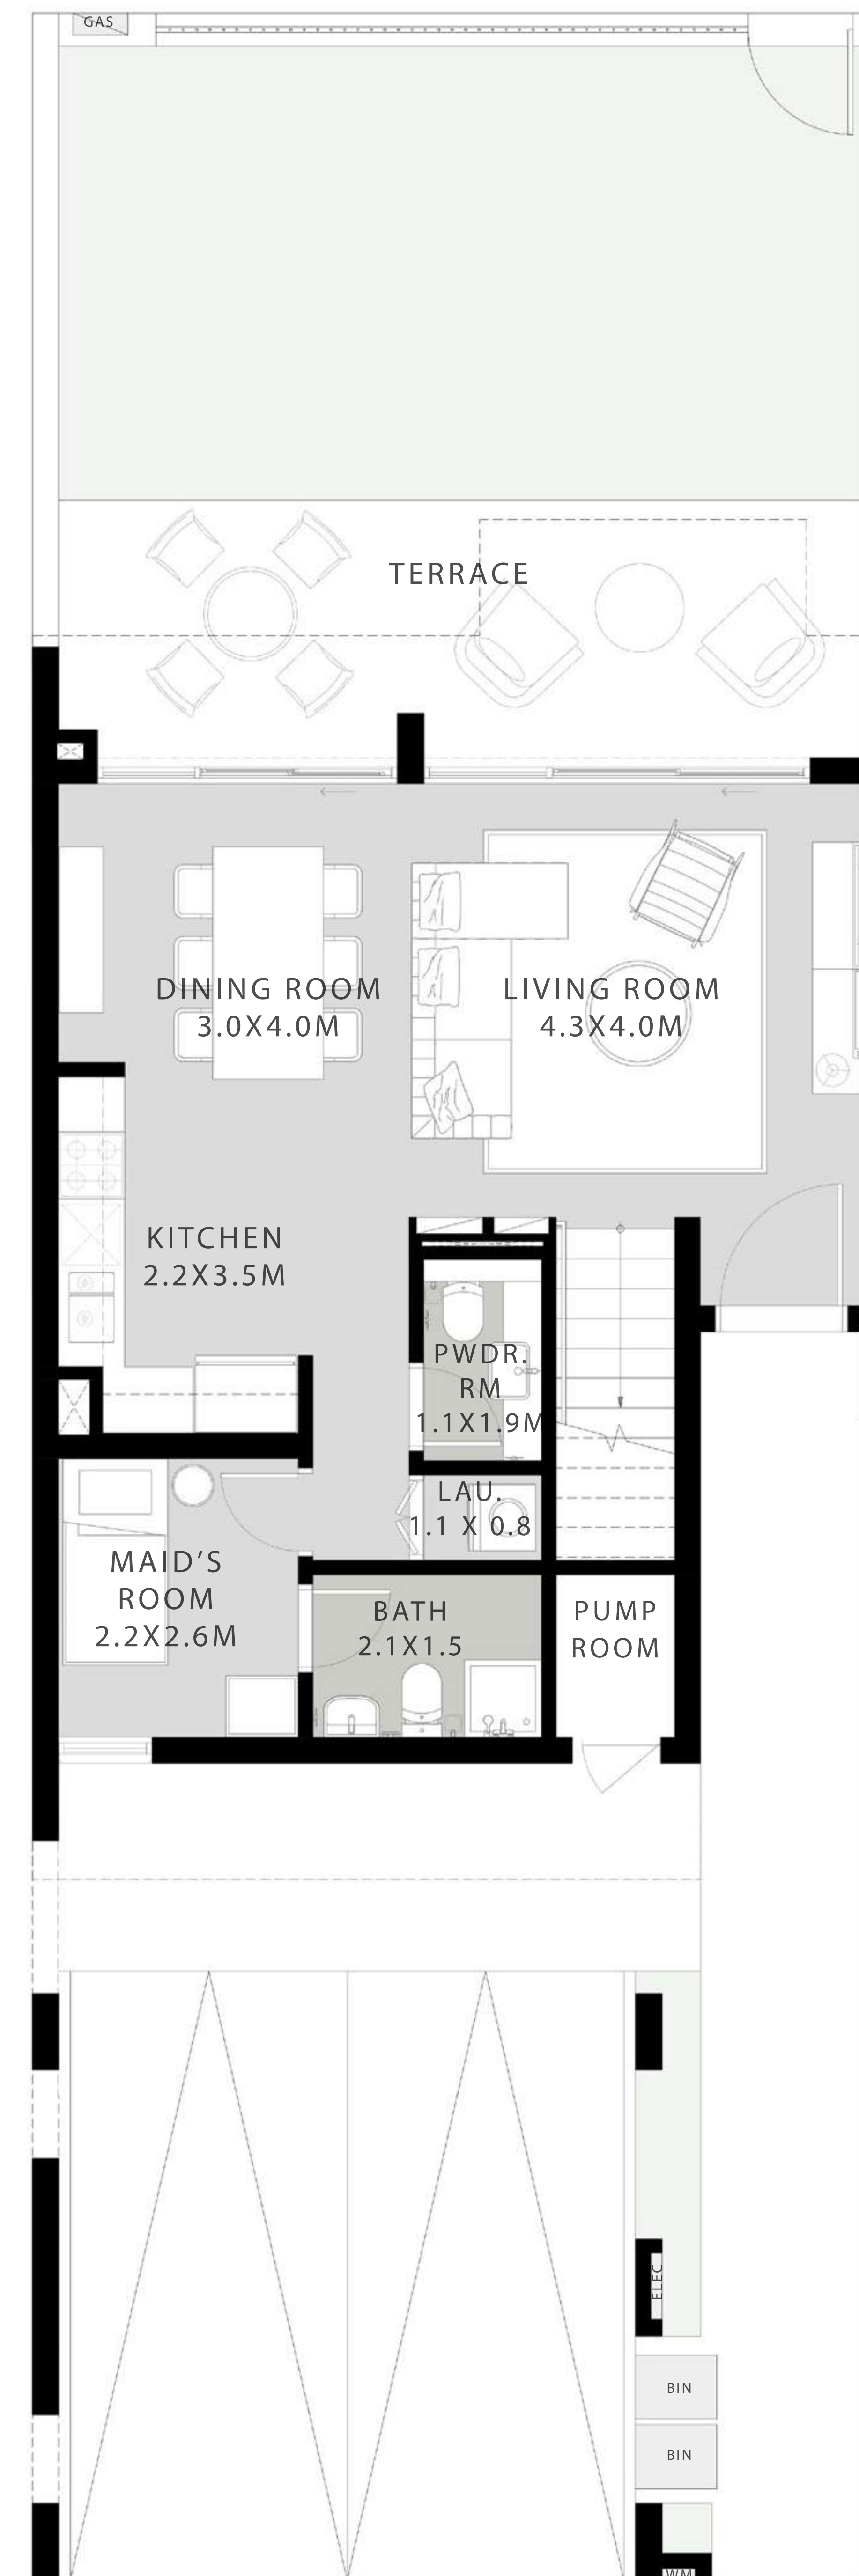 GAS
TERRACE
DINING ROOM
3.0X4.0M
LIVING ROOM
4.3X4.0M
KITCHEN
2.2X3.5M
PWDR.
RM
1.1X1.9M
LAU.
1.1 X 0.8
MAID'S
ROOM
2.2X2.6M
BATH
2.1X1.5
PUMP
ROOM
ELEC
BIN
BIN
WM